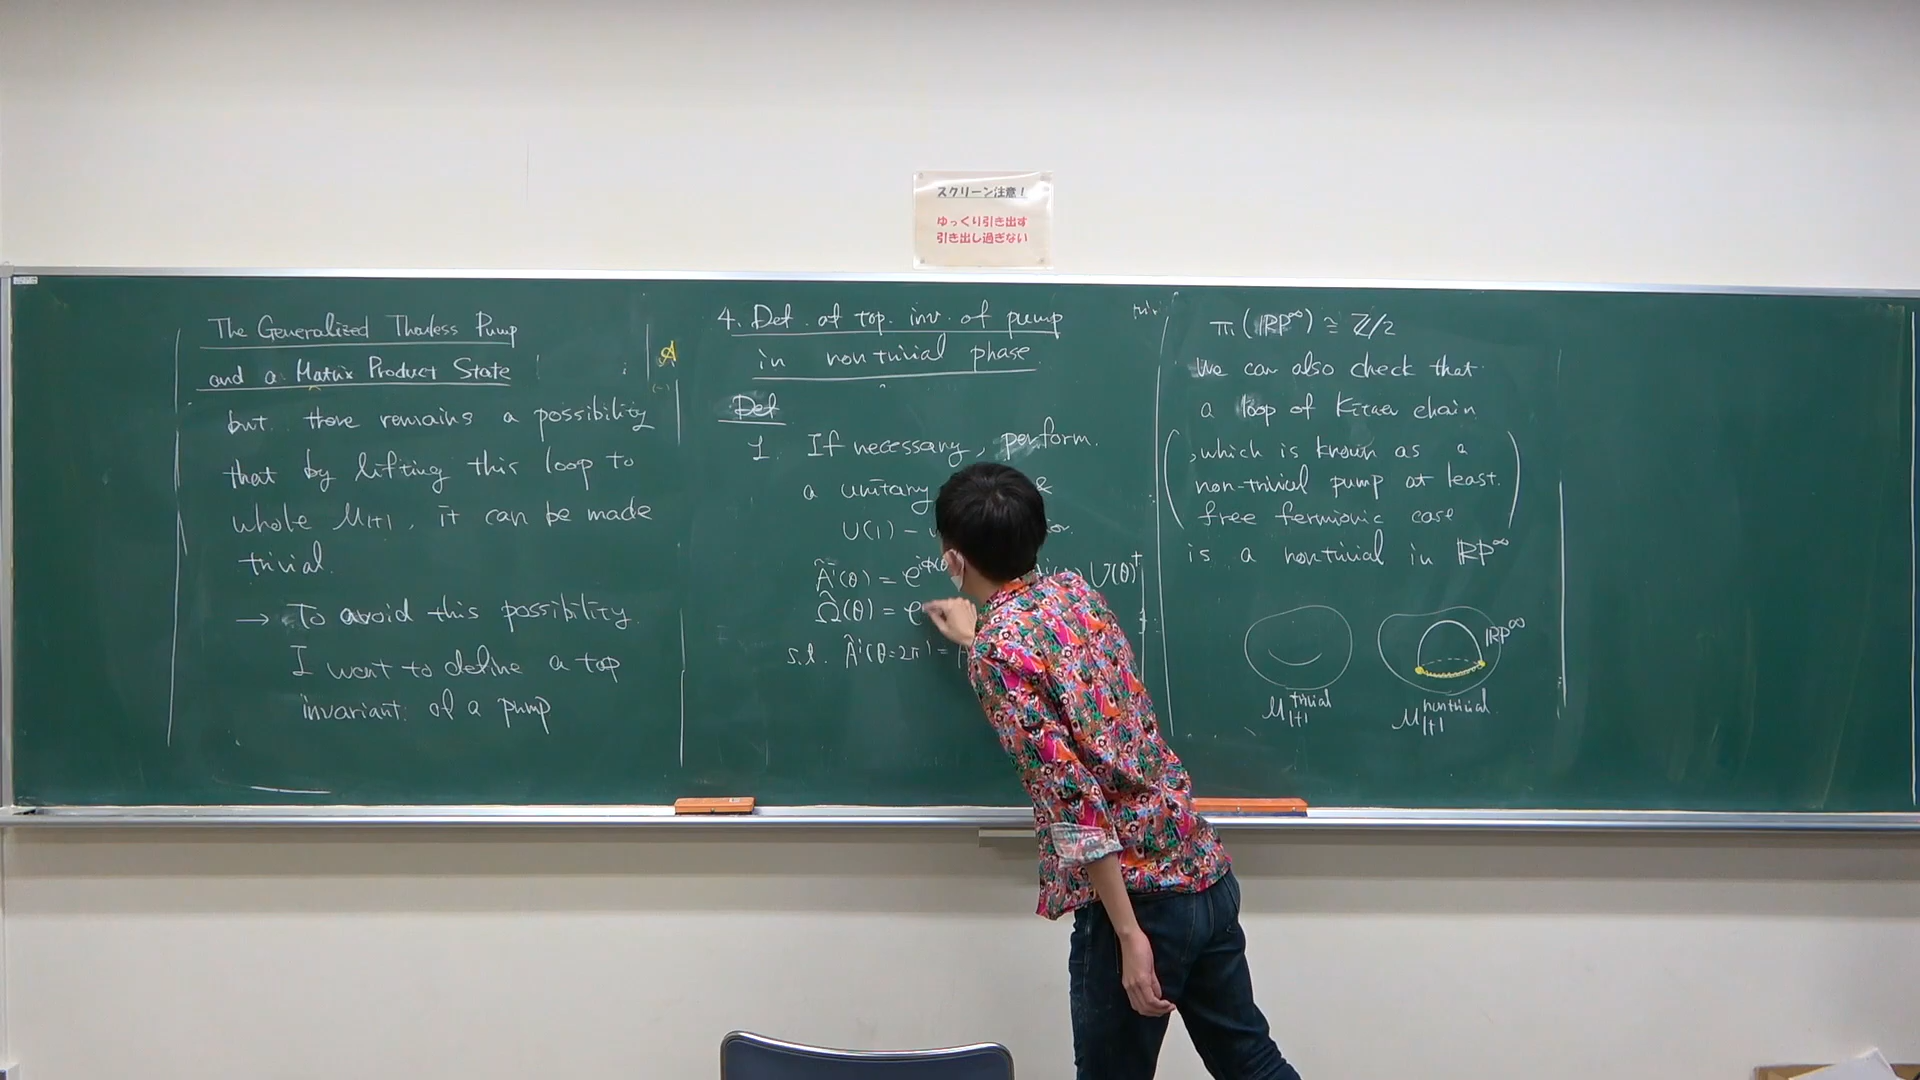 スクリーン注意！
ゆっくり引き出す
引き出し過ぎない
The Generalized Thouless Pump
and a Matrix Product State
but there remains a possibility
that by lifting this loop to
whole M_{l+1}, it can be made
trivial.
→ To avoid this possibility
I want to define a top
invariant of a pump
4. Def. of top. inv. of pump
in nontrivial phase
Def
1. If necessary, perform
a unitary &
U(1) -
Ã^i(θ) = e^{iφ(θ U(θ)^†
Ω̃(θ) = e
s.t. Ã^i(θ=2π) =
π(ℝP^∞) ≅ ℤ/2
We can also check that
a loop of Kitaev chain
(, which is known as a
non-trivial pump at least
free fermionic case)
is a nontrivial in ℝP^∞
ℝP^∞
M_{l+1}^{trivial}
M_{l+1}^{nontrivial}